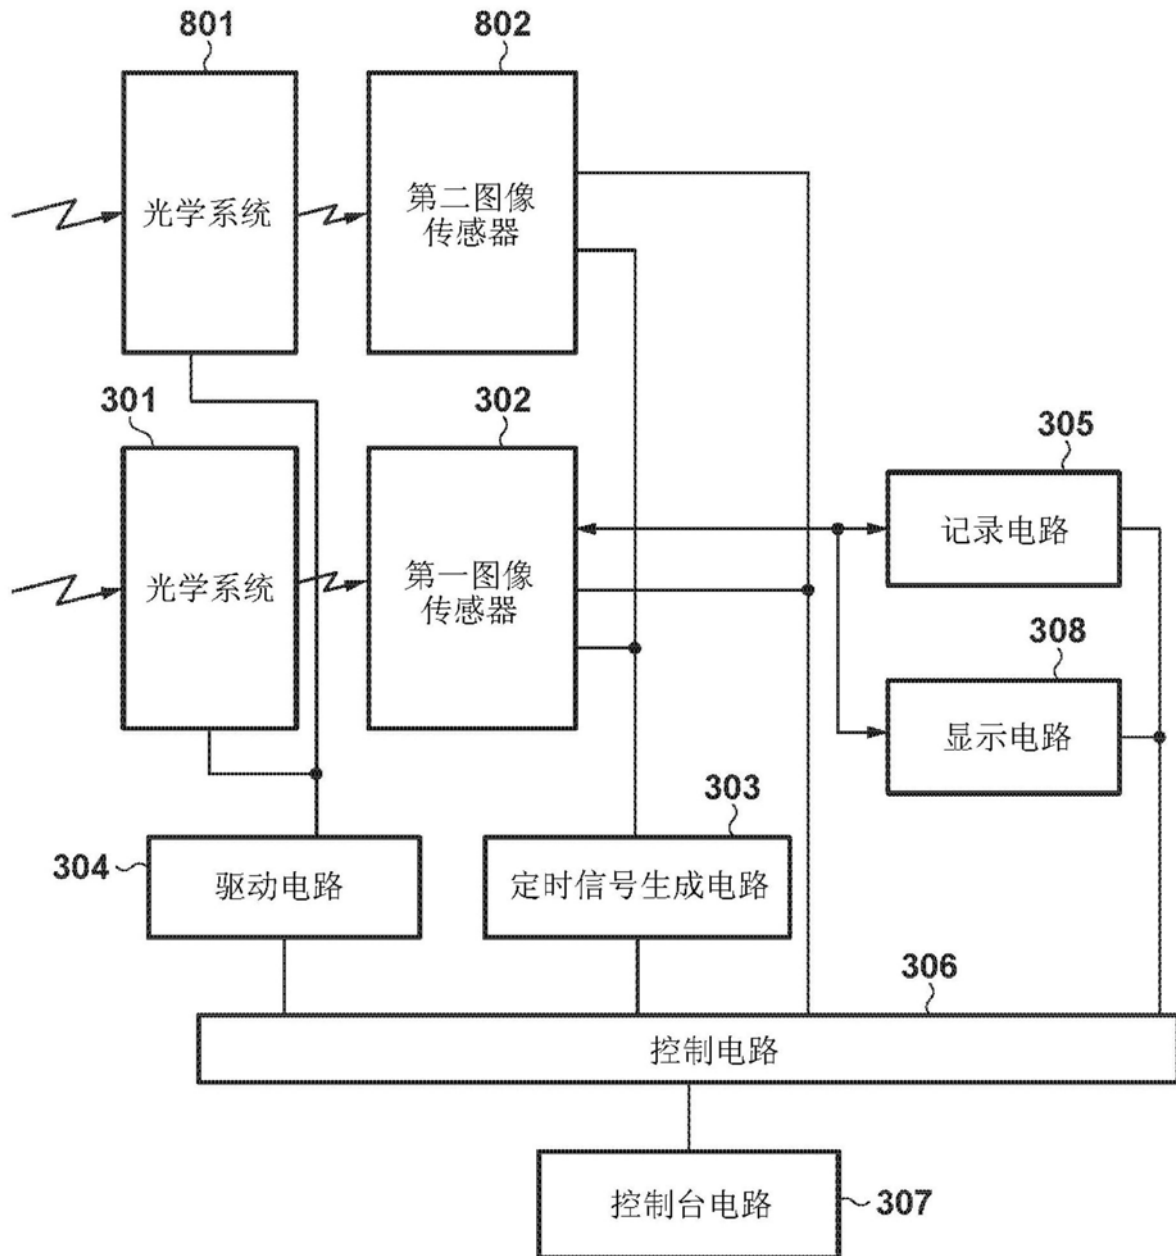 801
802
光学系统
第二图像
传感器
301
302
305
光学系统
第一图像
传感器
记录电路
308
显示电路
303
304
驱动电路
定时信号生成电路
306
控制电路
控制台电路
307